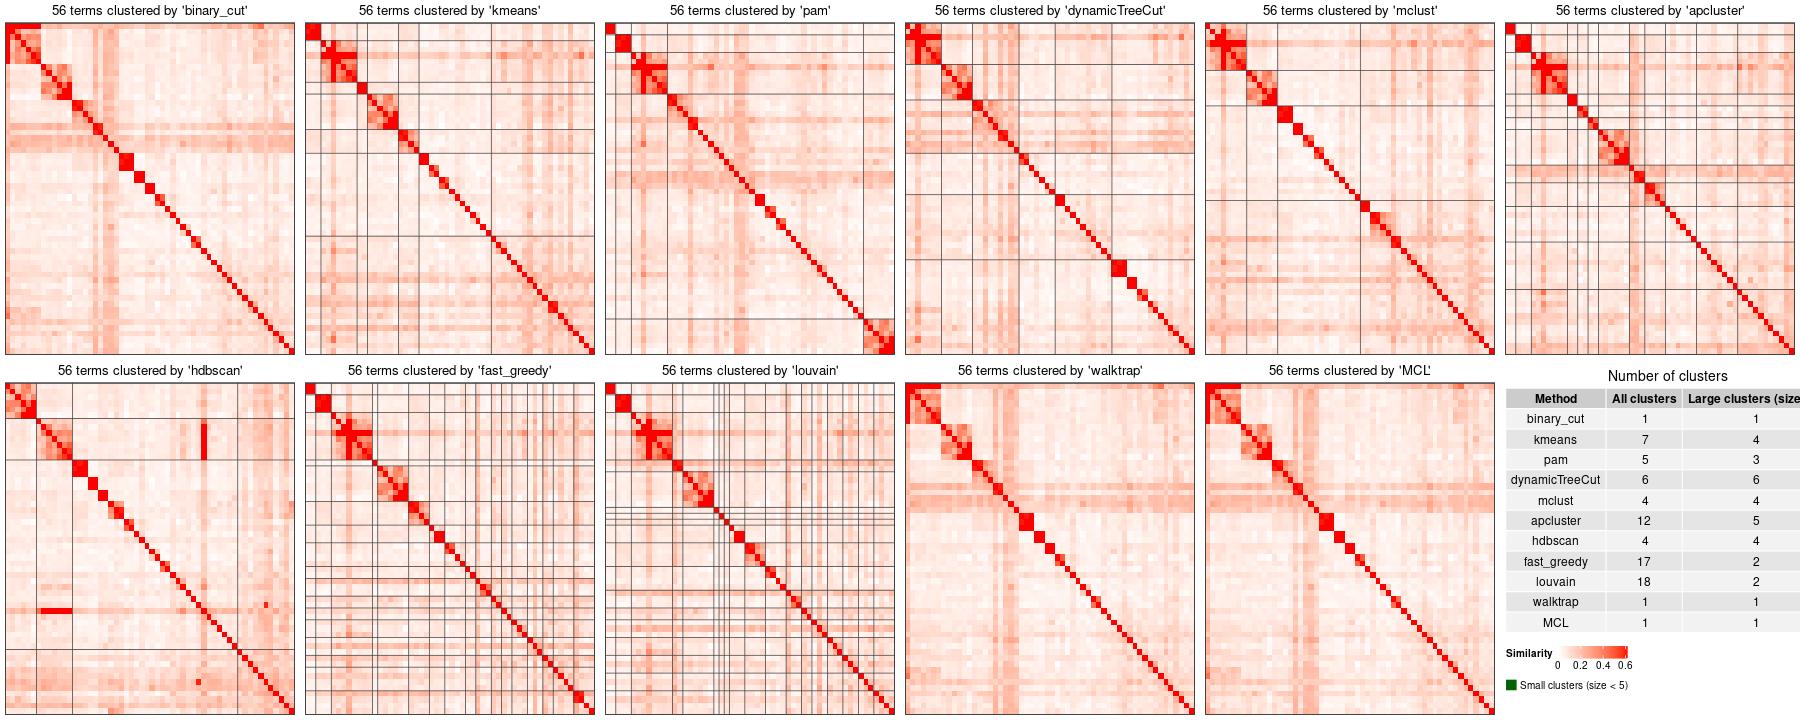 56 terms clustered by 'binary_cut'
56 terms clustered by 'kmeans'
56 terms clustered by 'pam'
56 terms clustered by 'dynamicTreeCut'
56 terms clustered by 'mclust'
56 terms clustered by 'apcluster'
56 terms clustered by 'hdbscan'
56 terms clustered by 'fast_greedy'
56 terms clustered by 'louvain'
56 terms clustered by 'walktrap'
56 terms clustered by 'MCL'
Number of clusters
Method All clusters Large clusters (size
binary_cut 1 1
kmeans 7 4
pam 5 3
dynamicTreeCut 6 6
mclust 4 4
apcluster 12 5
hdbscan 4 4
fast_greedy 17 2
louvain 18 2
walktrap 1 1
MCL 1 1
Similarity
0 0.2 0.4 0.6
Small clusters (size < 5)